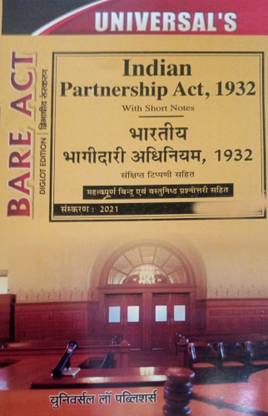 UNIVERSAL'S
BARE ACT
DIGLOT EDITION | द्विभाषीय संस्करण
Indian
Partnership Act, 1932
With Short Notes
भारतीय
भागीदारी अधिनियम, 1932
संक्षिप्त टिप्पणी सहित
महत्वपूर्ण बिन्दु एवं वस्तुनिष्ठ प्रश्नोत्तरी सहित
संस्करण : 2021
युनिवर्सल लॉ पब्लिशर्स